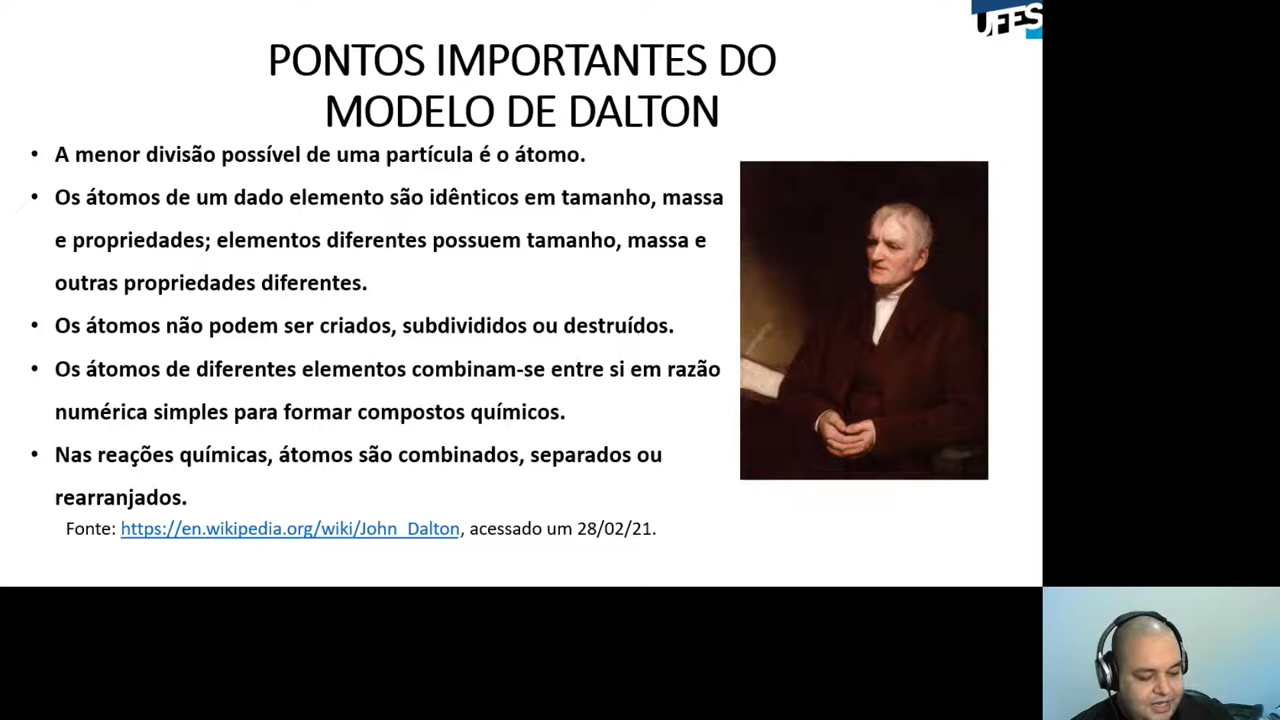 UFES
PONTOS IMPORTANTES DO
MODELO DE DALTON
• A menor divisão possível de uma partícula é o átomo.
• Os átomos de um dado elemento são idênticos em tamanho, massa
e propriedades; elementos diferentes possuem tamanho, massa e
outras propriedades diferentes.
• Os átomos não podem ser criados, subdivididos ou destruídos.
• Os átomos de diferentes elementos combinam-se entre si em razão
numérica simples para formar compostos químicos.
• Nas reações químicas, átomos são combinados, separados ou
rearranjados.
Fonte: https://en.wikipedia.org/wiki/John_Dalton, acessado um 28/02/21.